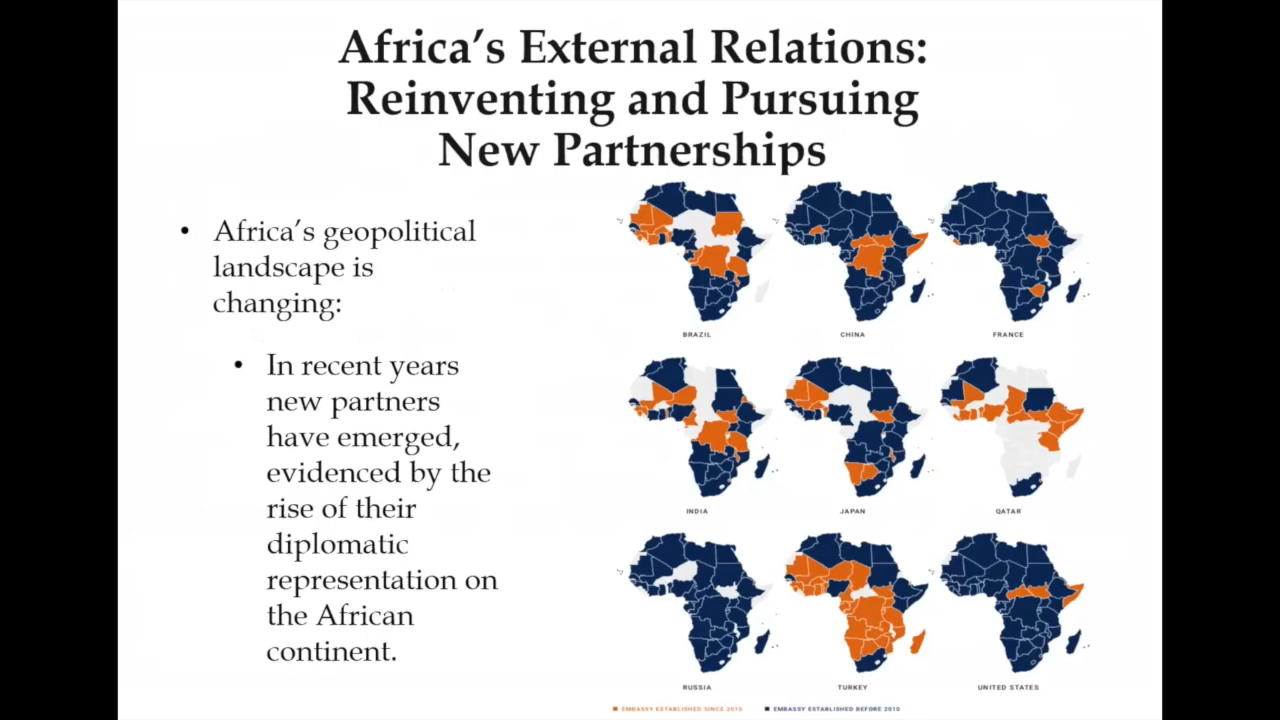 Africa's External Relations:
Reinventing and Pursuing
New Partnerships
• Africa's geopolitical
landscape is
changing:
• In recent years
new partners
have emerged,
evidenced by the
rise of their
diplomatic
representation on
the African
continent.
BRAZIL
CHINA
FRANCE
INDIA
JAPAN
QATAR
RUSSIA
TURKEY
UNITED STATES
EMBASSY ESTABLISHED SINCE 2010
EMBASSY ESTABLISHED BEFORE 2010